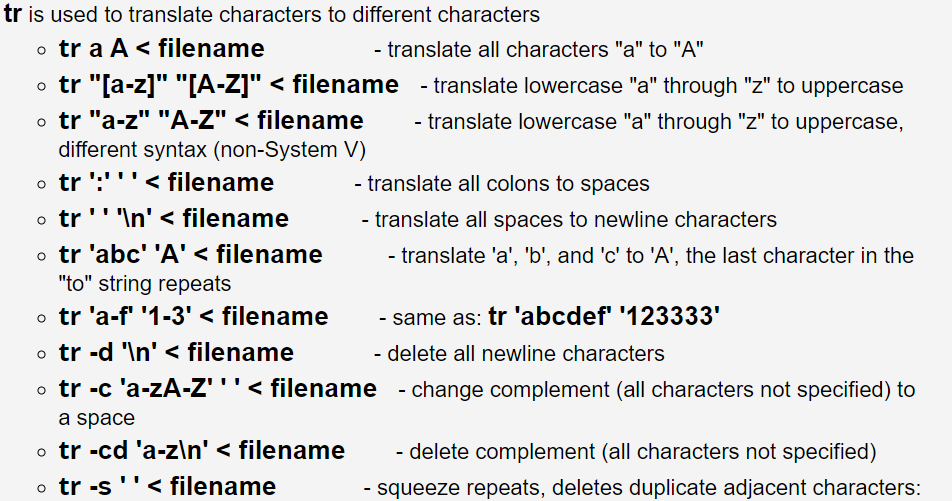 tr is used to translate characters to different characters
tr a A < filename - translate all characters "a" to "A"
tr "[a-z]" "[A-Z]" < filename - translate lowercase "a" through "z" to uppercase
tr "a-z" "A-Z" < filename - translate lowercase "a" through "z" to uppercase,
different syntax (non-System V)
tr ':' ' ' < filename - translate all colons to spaces
tr ' ' '\n' < filename - translate all spaces to newline characters
tr 'abc' 'A' < filename - translate 'a', 'b', and 'c' to 'A', the last character in the
"to" string repeats
tr 'a-f' '1-3' < filename - same as: tr 'abcdef' '123333'
tr -d '\n' < filename - delete all newline characters
tr -c 'a-zA-Z' ' ' < filename - change complement (all characters not specified) to
a space
tr -cd 'a-z\n' < filename - delete complement (all characters not specified)
tr -s ' ' < filename - squeeze repeats, deletes duplicate adjacent characters: